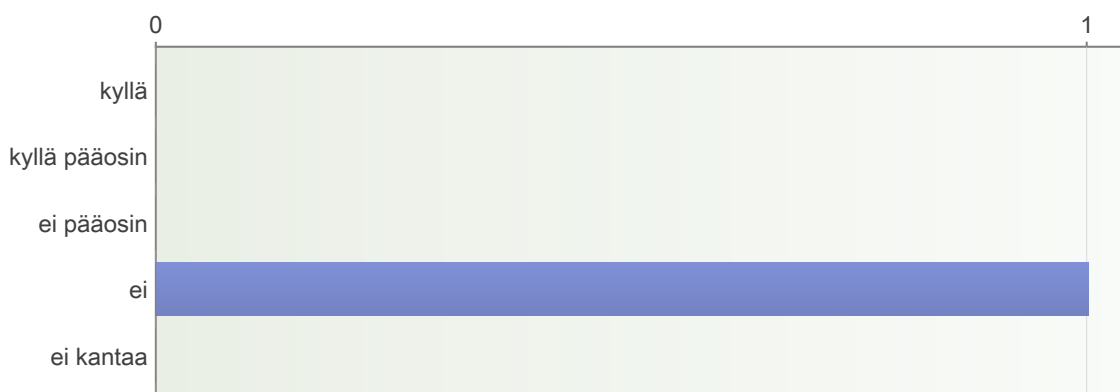 0 1
kyllä
kyllä pääosin
ei pääosin
ei
ei kantaa